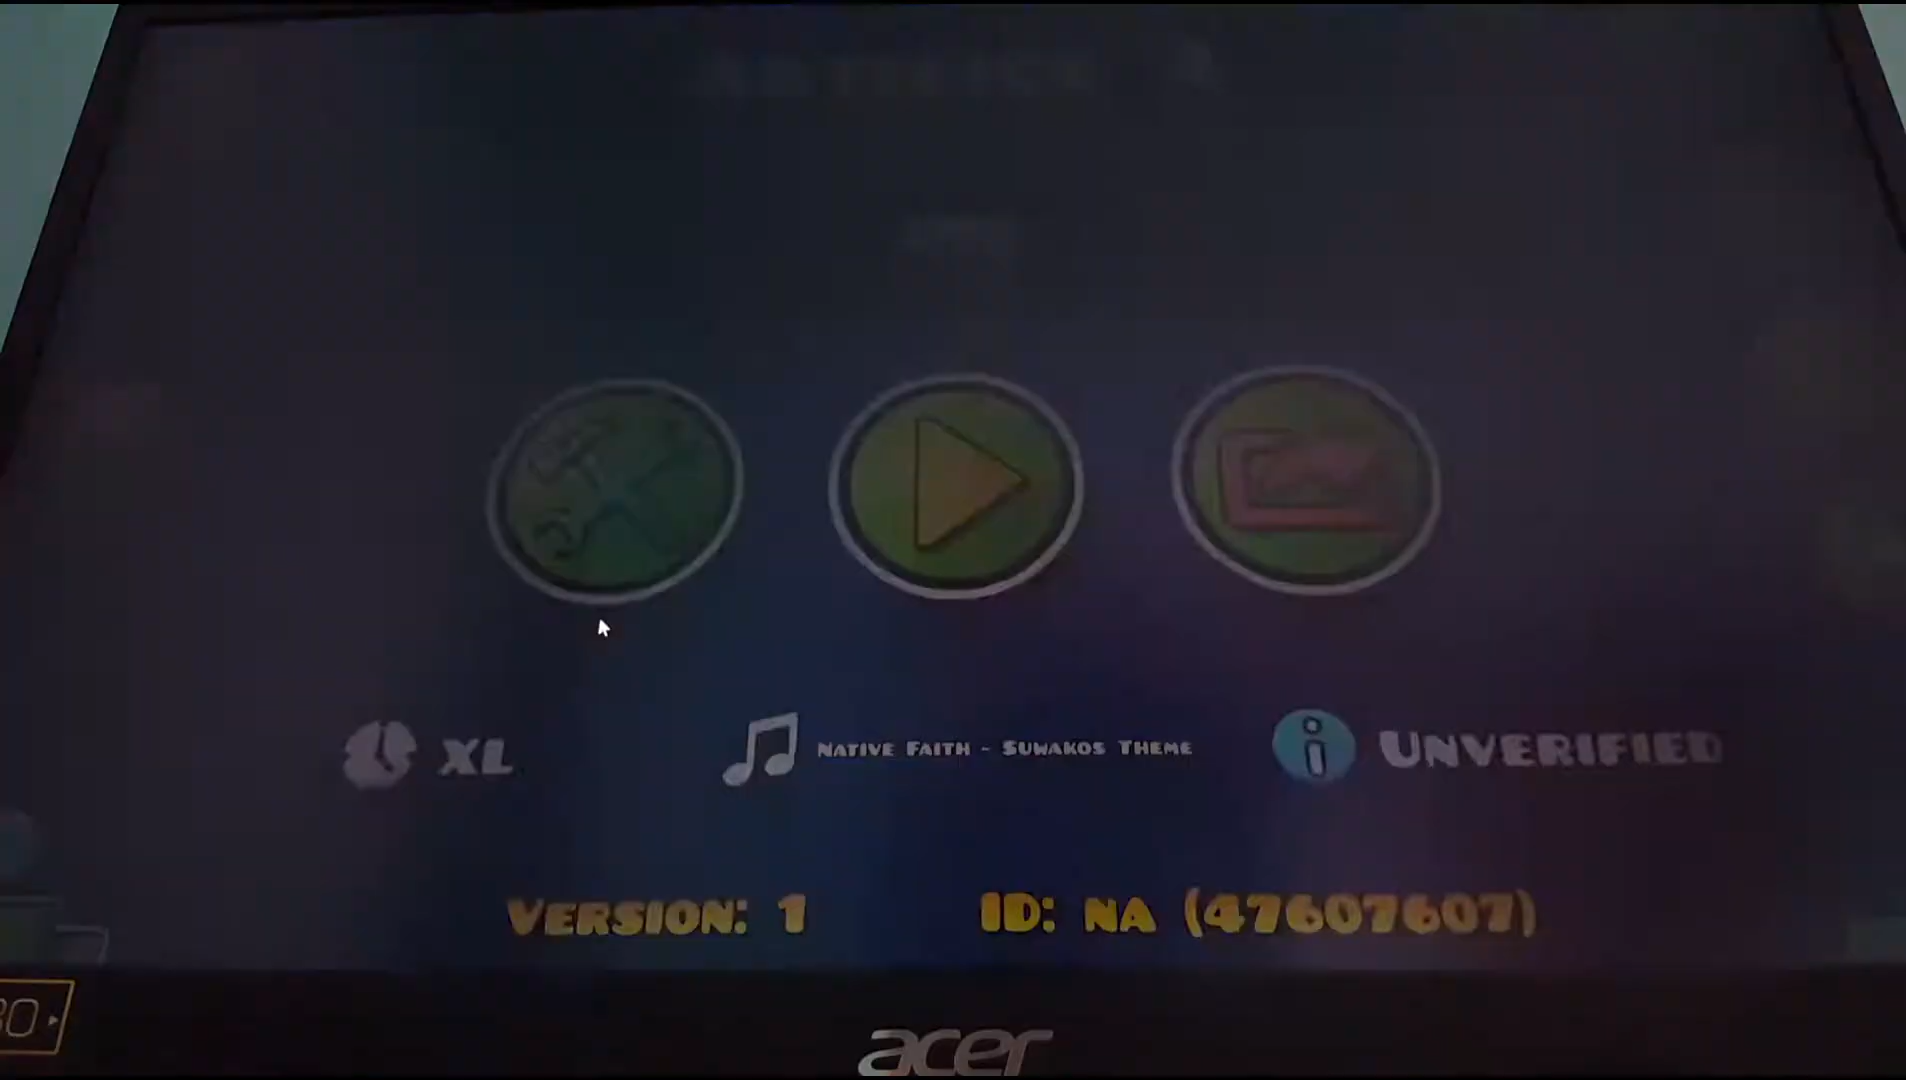 XL
Native Faith - Suwakos Theme
Unverified
Version: 1
ID: na (47607607)
acer